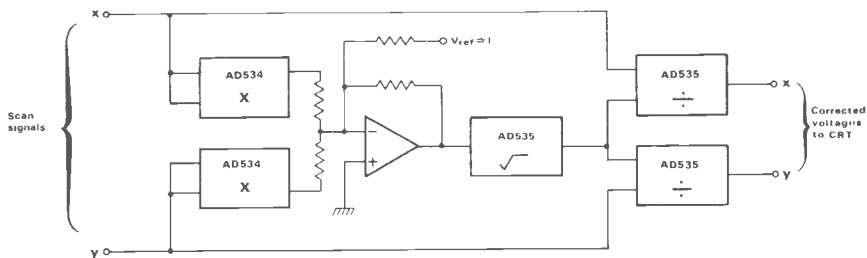 x
Vref = 1
AD534
X
AD535
÷
x
Scan
signals
−
+
AD535
√
Corrected
voltages
to CRT
AD534
X
AD535
÷
y
y